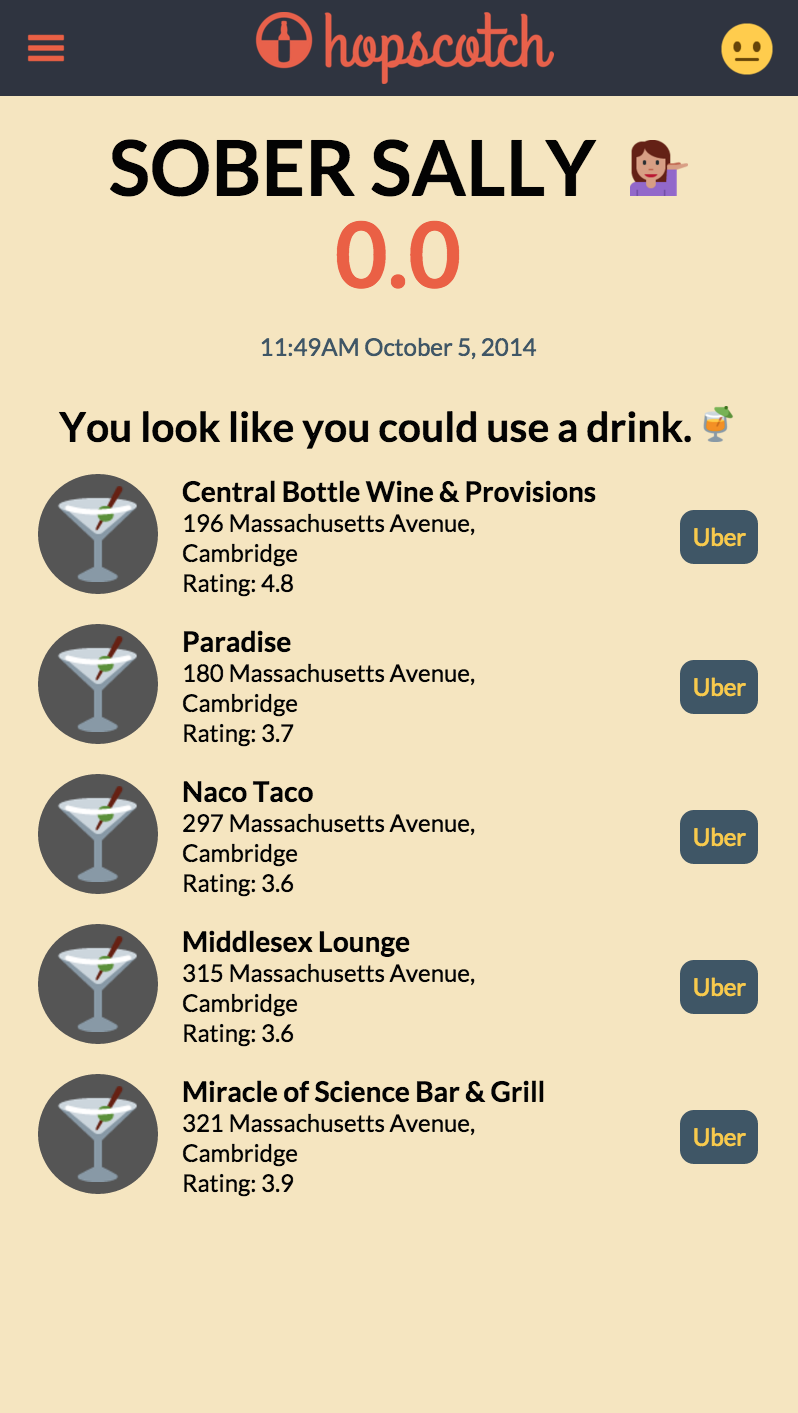 hopscotch
SOBER SALLY
0.0
11:49AM October 5, 2014
You look like you could use a drink.
Central Bottle Wine & Provisions
196 Massachusetts Avenue,
Cambridge
Rating: 4.8
Uber
Paradise
180 Massachusetts Avenue,
Cambridge
Rating: 3.7
Uber
Naco Taco
297 Massachusetts Avenue,
Cambridge
Rating: 3.6
Uber
Middlesex Lounge
315 Massachusetts Avenue,
Cambridge
Rating: 3.6
Uber
Miracle of Science Bar & Grill
321 Massachusetts Avenue,
Cambridge
Rating: 3.9
Uber